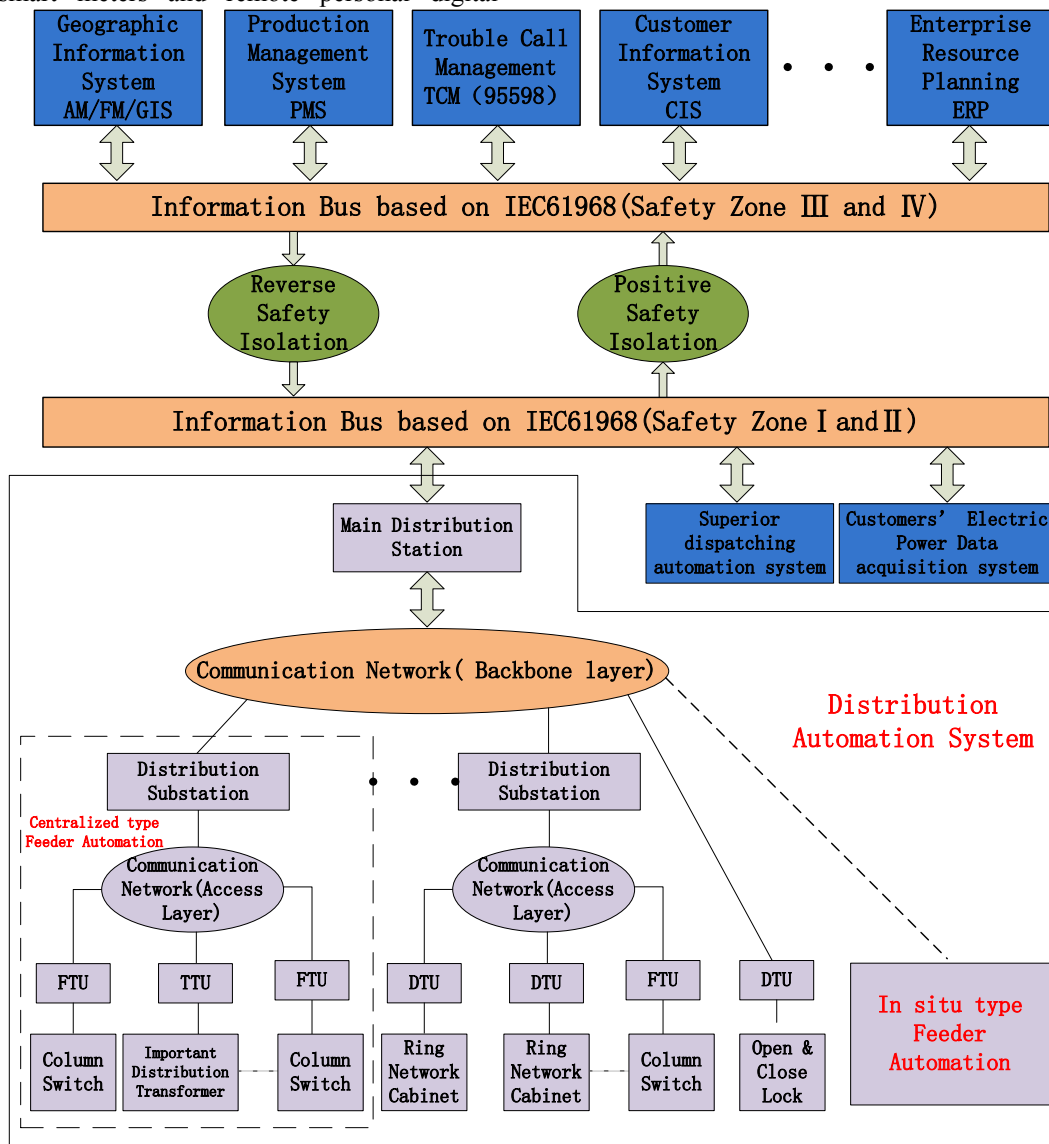 smart meters and remote personal digital
Geographic
Information
System
AM/FM/GIS
Production
Management
System
PMS
Trouble Call
Management
TCM (95598)
Customer
Information
System
CIS
• • •
Enterprise
Resource
Planning
ERP
Information Bus based on IEC61968(Safety Zone Ⅲ and Ⅳ)
Reverse
Safety
Isolation
Positive
Safety
Isolation
Information Bus based on IEC61968(Safety Zone Ⅰ and Ⅱ)
Main Distribution
Station
Superior
dispatching
automation system
Customers’ Electric
Power Data
acquisition system
Communication Network( Backbone layer)
Distribution
Automation System
Distribution
Substation
• • •
Distribution
Substation
Centralized type
Feeder Automation
Communication
Network(Access
Layer)
Communication
Network(Access
Layer)
FTU
TTU
FTU
DTU
DTU
FTU
DTU
Column
Switch
Important
Distribution
Transformer
Column
Switch
Ring
Network
Cabinet
Ring
Network
Cabinet
Column
Switch
Open &
Close
Lock
In situ type
Feeder
Automation